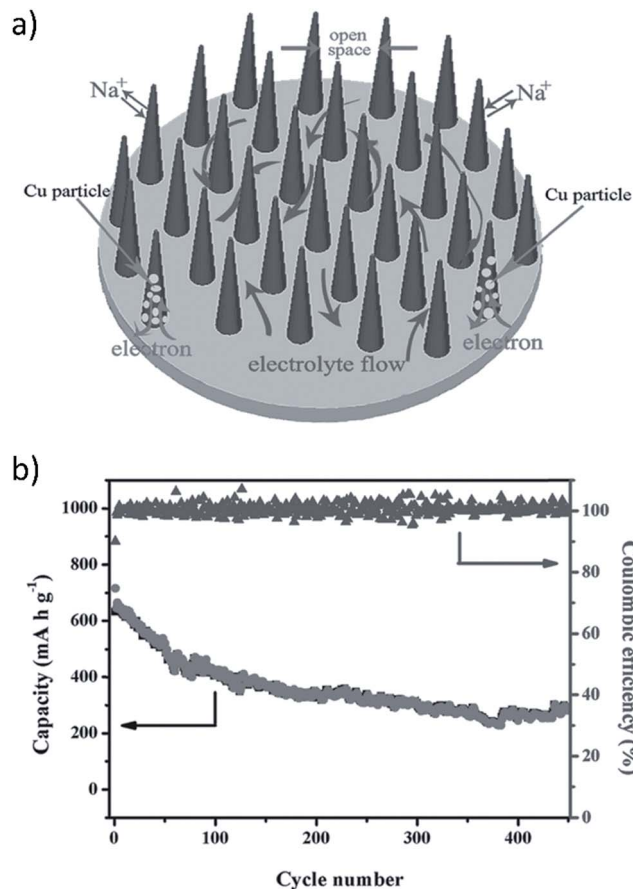 a)
open
space
Na+
Na+
Cu particle
Cu particle
electron
electrolyte flow
electron
b)
1000
800
600
400
200
0
Capacity (mA h g-1)
100
80
60
40
20
0
Coulombic efficiency (%)
0
100
200
300
400
Cycle number